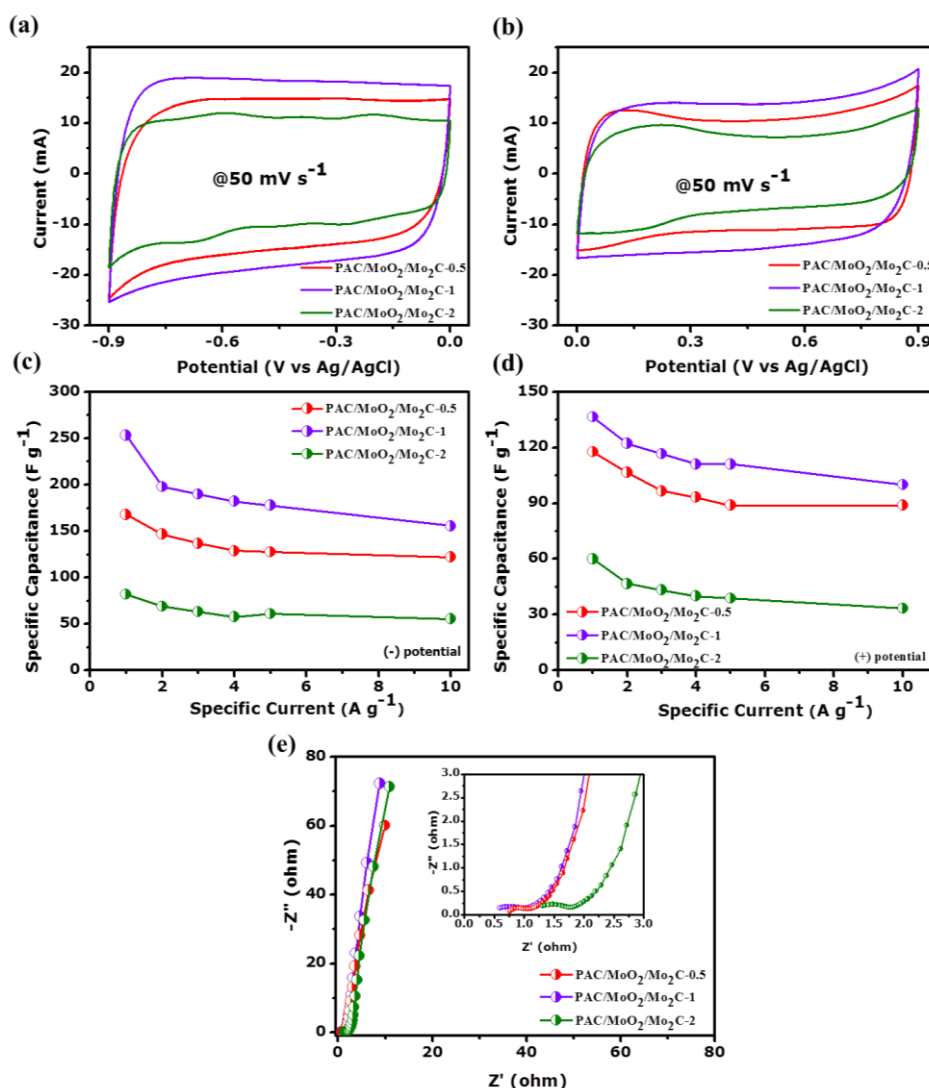 (a)
20
10
0
-10
-20
-30
Current (mA)
@50 mV s⁻¹
PAC/MoO₂/Mo₂C-0.5
PAC/MoO₂/Mo₂C-1
PAC/MoO₂/Mo₂C-2
-0.9
-0.6
-0.3
0.0
Potential (V vs Ag/AgCl)
(b)
20
10
0
-10
-20
-30
Current (mA)
@50 mV s⁻¹
PAC/MoO₂/Mo₂C-0.5
PAC/MoO₂/Mo₂C-1
PAC/MoO₂/Mo₂C-2
0.0
0.3
0.6
0.9
Potential (V vs Ag/AgCl)
(c)
300
250
200
150
100
50
0
Specific Capacitance (F g⁻¹)
PAC/MoO₂/Mo₂C-0.5
PAC/MoO₂/Mo₂C-1
PAC/MoO₂/Mo₂C-2
(-) potential
0
2
4
6
8
10
Specific Current (A g⁻¹)
(d)
150
120
90
60
30
0
Specific Capacitance (F g⁻¹)
PAC/MoO₂/Mo₂C-0.5
PAC/MoO₂/Mo₂C-1
PAC/MoO₂/Mo₂C-2
(+) potential
0
2
4
6
8
10
Specific Current (A g⁻¹)
(e)
80
60
40
20
0
-Z'' (ohm)
3.0
2.5
2.0
1.5
1.0
0.5
0.0
-Z'' (ohm)
0.0
0.5
1.0
1.5
2.0
2.5
3.0
Z' (ohm)
PAC/MoO₂/Mo₂C-0.5
PAC/MoO₂/Mo₂C-1
PAC/MoO₂/Mo₂C-2
0
20
40
60
80
Z' (ohm)